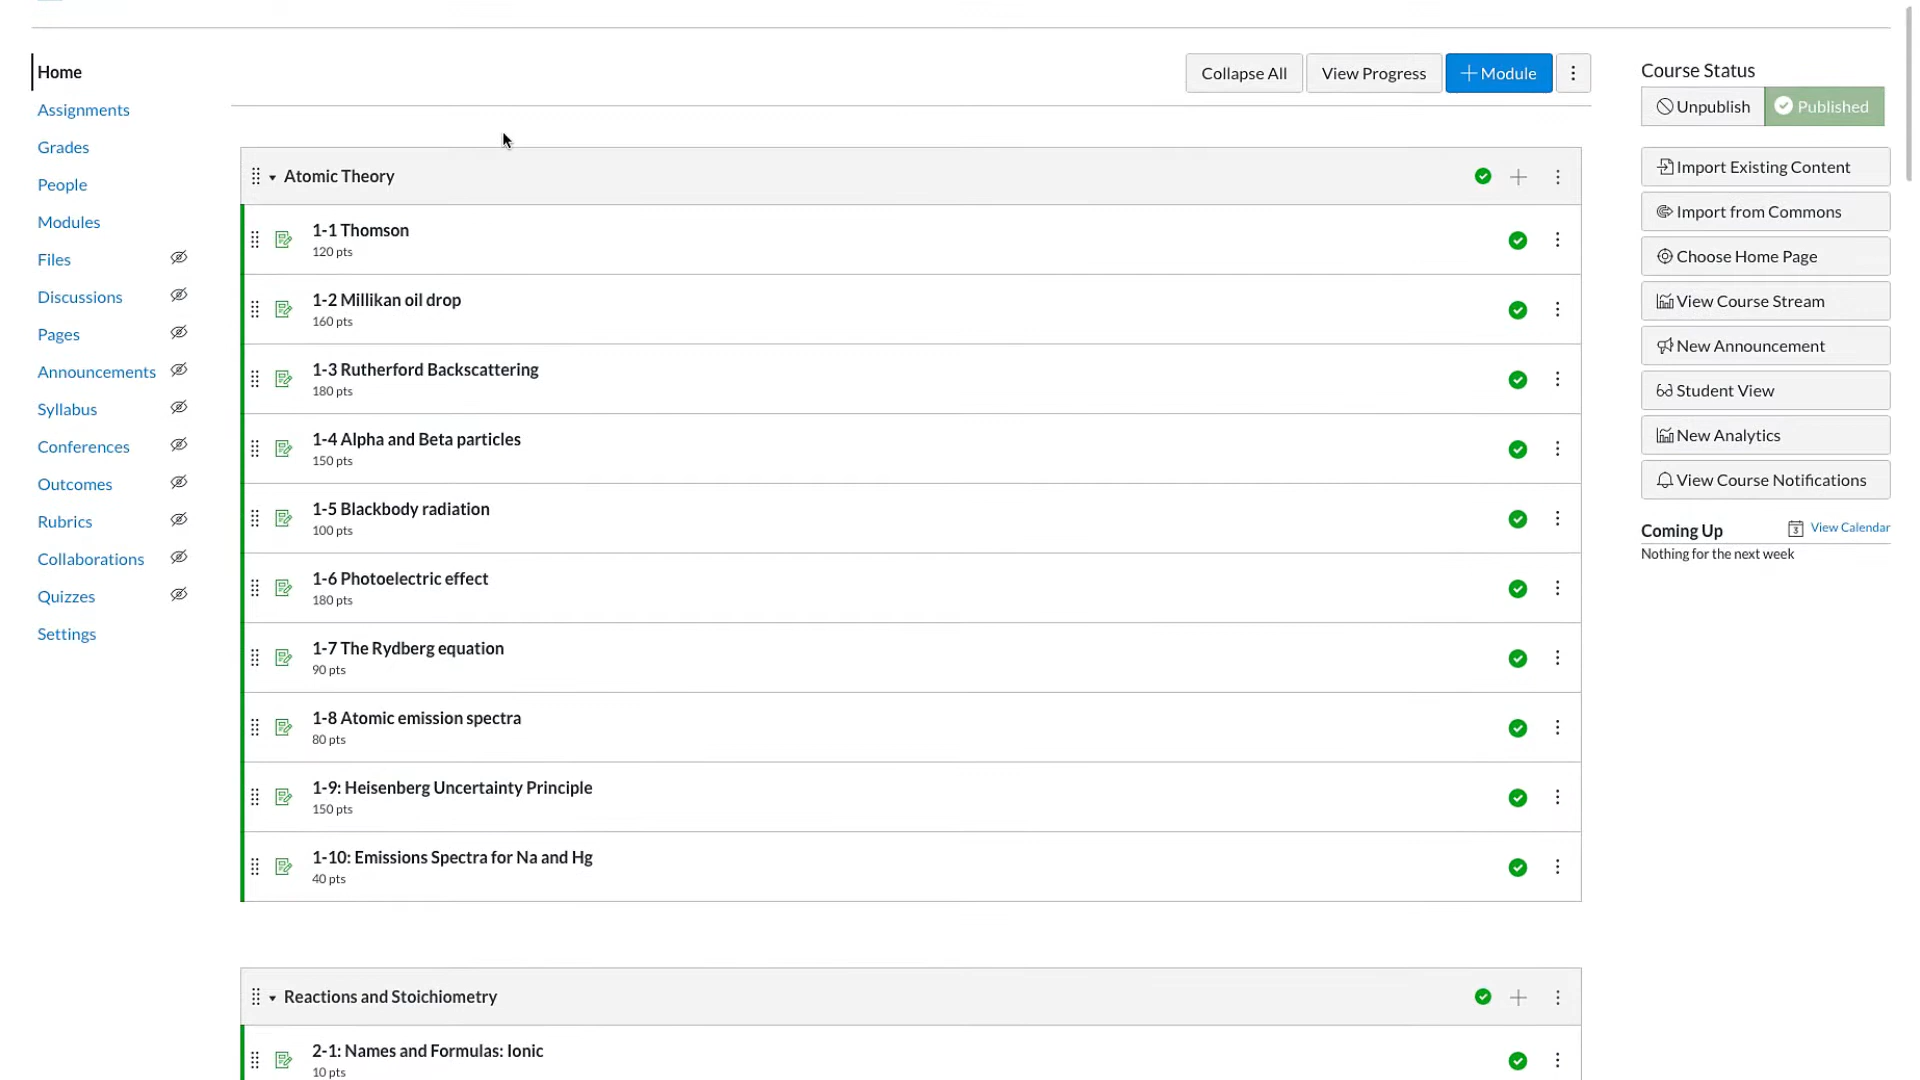 Home
Assignments
Grades
People
Modules
Files
Discussions
Pages
Announcements
Syllabus
Conferences
Outcomes
Rubrics
Collaborations
Quizzes
Settings
Collapse All
View Progress
+ Module
Atomic Theory
1-1 Thomson
120 pts
1-2 Millikan oil drop
160 pts
1-3 Rutherford Backscattering
180 pts
1-4 Alpha and Beta particles
150 pts
1-5 Blackbody radiation
100 pts
1-6 Photoelectric effect
180 pts
1-7 The Rydberg equation
90 pts
1-8 Atomic emission spectra
80 pts
1-9: Heisenberg Uncertainty Principle
150 pts
1-10: Emissions Spectra for Na and Hg
40 pts
Reactions and Stoichiometry
2-1: Names and Formulas: Ionic
10 pts
Course Status
Unpublish
Published
Import Existing Content
Import from Commons
Choose Home Page
View Course Stream
New Announcement
Student View
New Analytics
View Course Notifications
Coming Up
3 View Calendar
Nothing for the next week